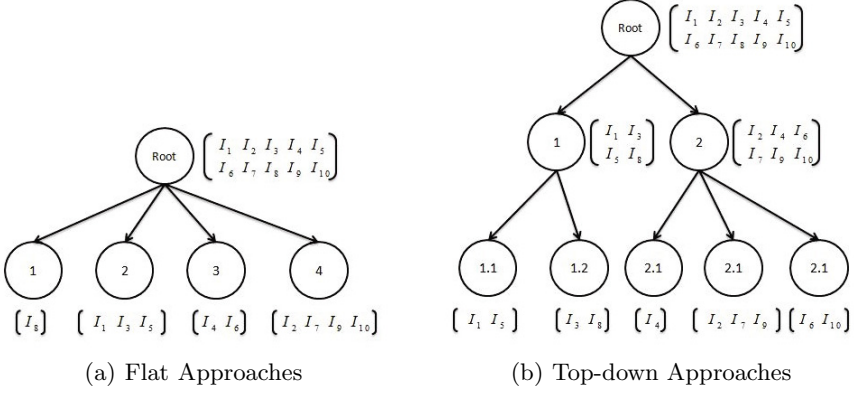 Root
I1 I2 I3 I4 I5
I6 I7 I8 I9 I10
1 2 3 4
[I8] [I1 I3 I5] [I4 I6] [I2 I7 I9 I10]
(a) Flat Approaches
Root
I1 I2 I3 I4 I5
I6 I7 I8 I9 I10
1
I1 I3
I5 I8
2
I2 I4 I6
I7 I9 I10
1.1 1.2 2.1 2.1 2.1
[I1 I5] [I3 I8] [I4] [I2 I7 I9] [I6 I10]
(b) Top-down Approaches